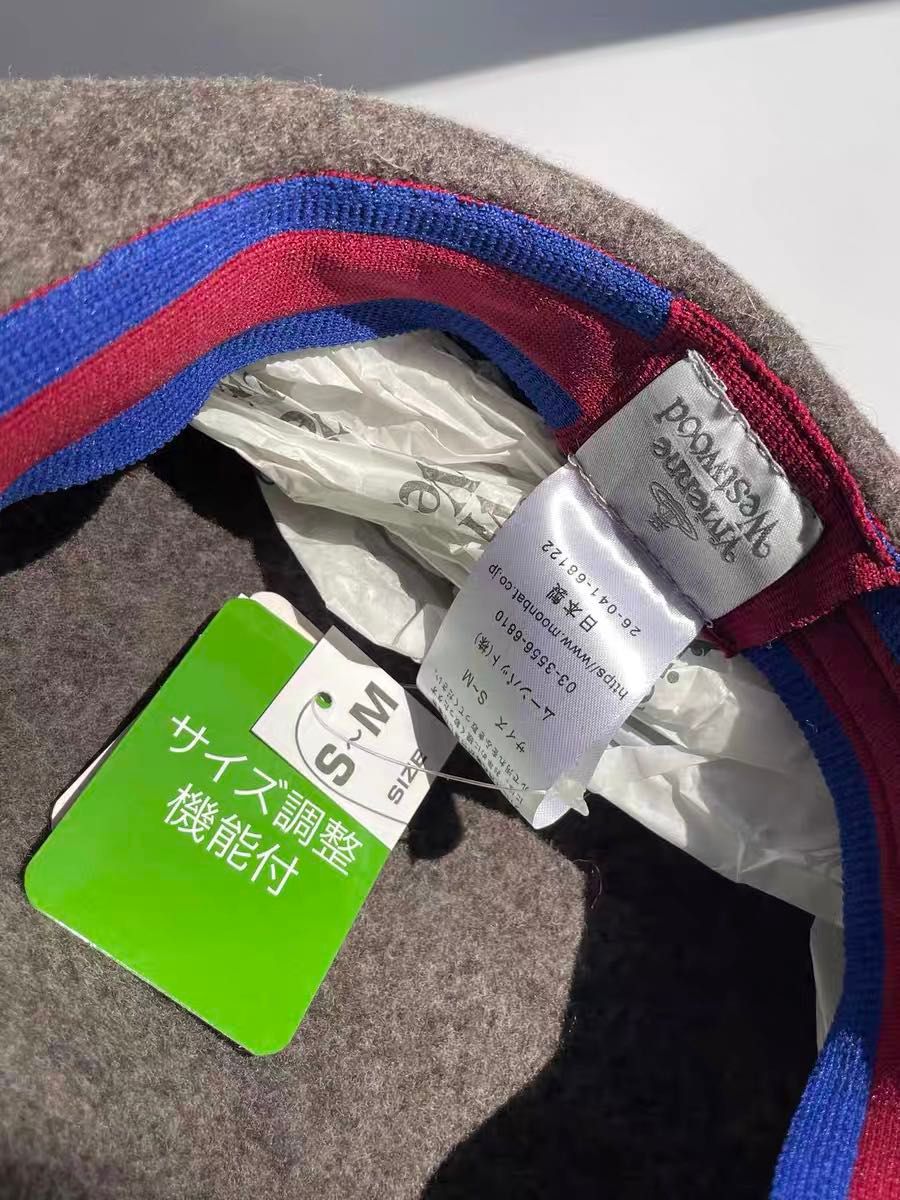 Vivienne
Westwood
26-041-68122
日本製
https//www.moonbat.co.jp
03-3556-6810
ムーンバット(株)
サイズ S-M
S~M
SIZE
サイズ調整
機能付